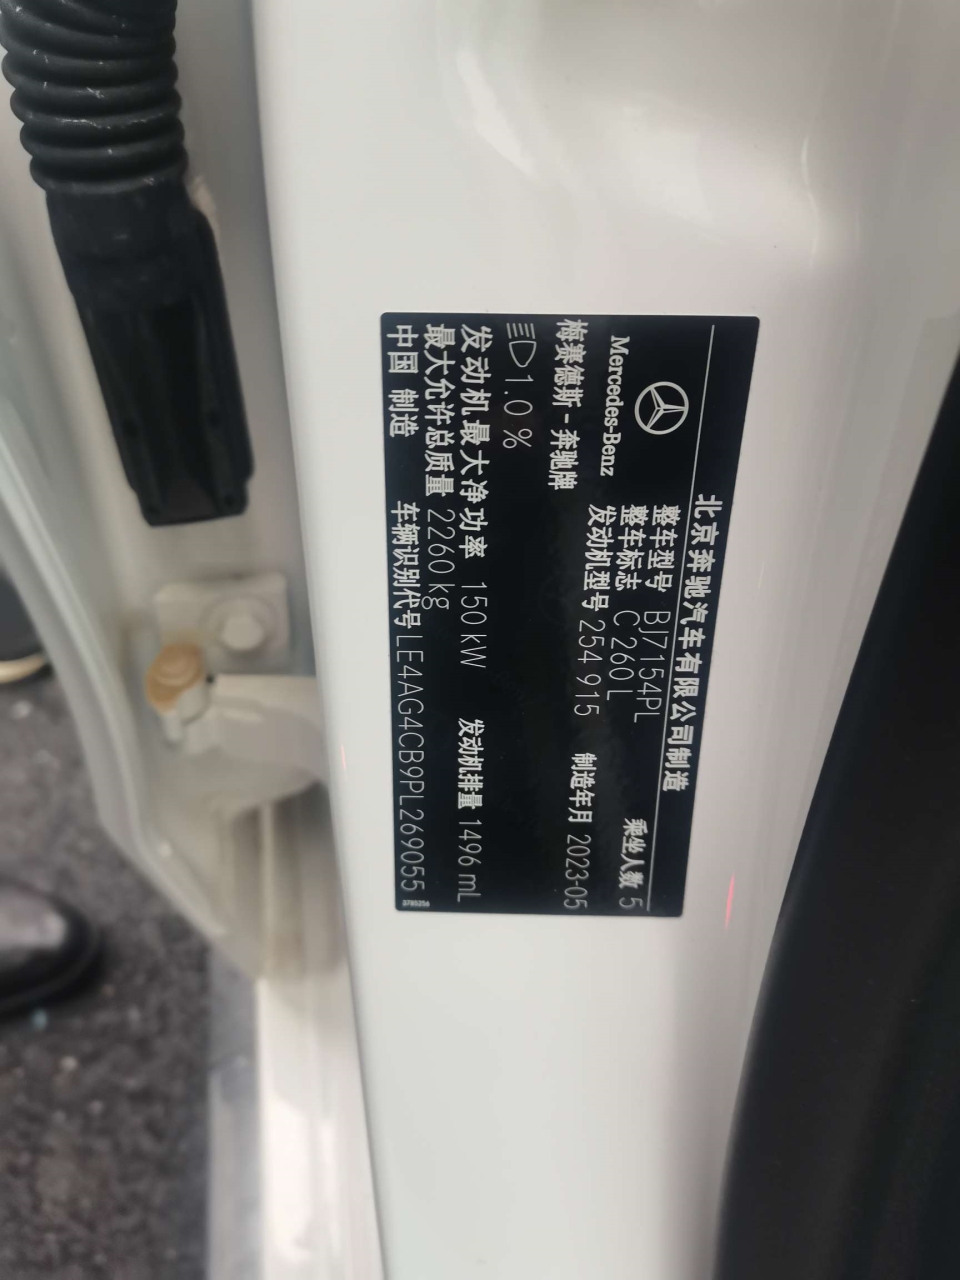 北京奔驰汽车有限公司制造
Mercedes-Benz
梅赛德斯-奔驰牌
整车型号 BJ7154PL
整车标志 C 260 L
乘坐人数 5
发动机型号 254 915
制造年月 2023-05
1.0 %
发动机最大净功率 150 kW
发动机排量 1496 mL
最大允许总质量 2260 kg
中国 制造
车辆识别代号 LE4AG4CB9PL269055